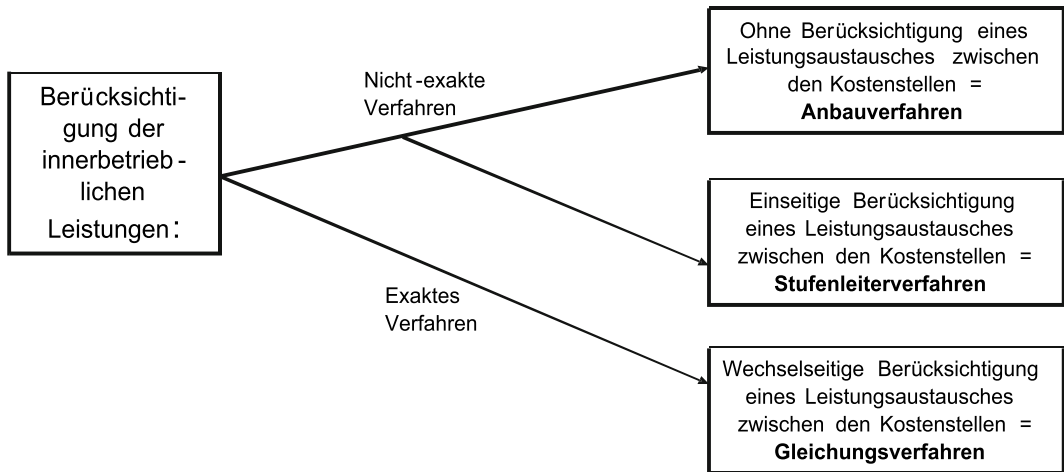 Berücksichti-
gung der
innerbetrieb-
lichen
Leistungen:
Nicht-exakte
Verfahren
Exaktes
Verfahren
Ohne Berücksichtigung eines
Leistungsaustausches zwischen
den Kostenstellen =
Anbauverfahren
Einseitige Berücksichtigung
eines Leistungsaustausches
zwischen den Kostenstellen =
Stufenleiterverfahren
Wechselseitige Berücksichtigung
eines Leistungsaustausches
zwischen den Kostenstellen =
Gleichungsverfahren